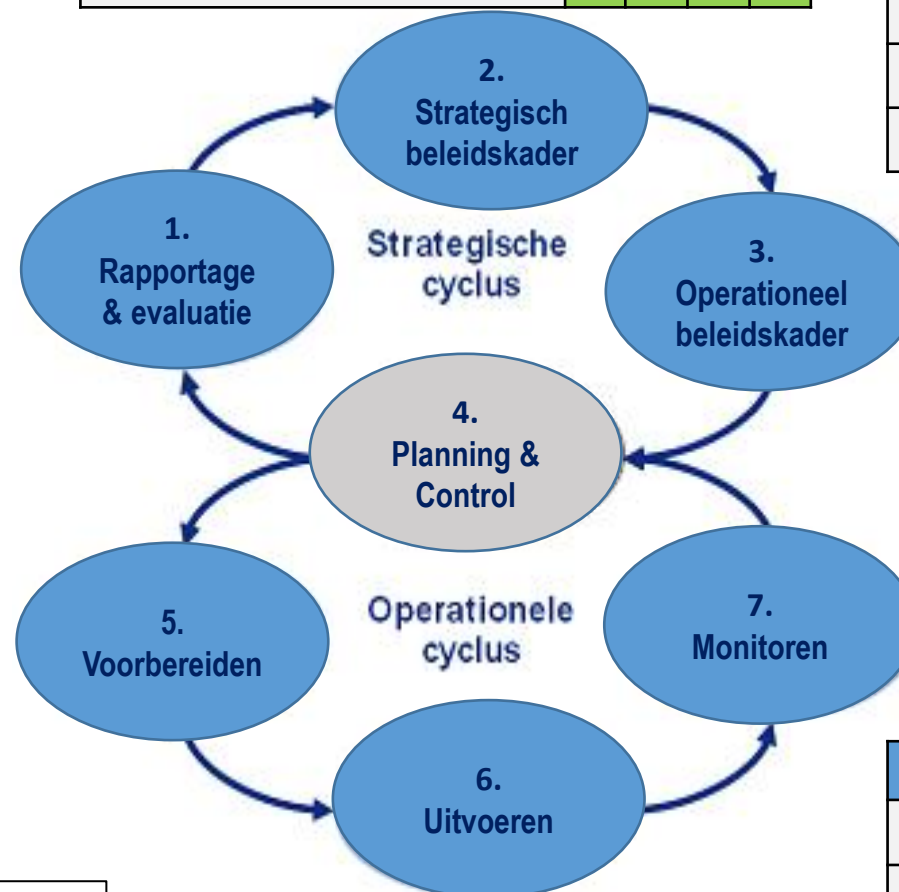 2.
Strategisch
beleidskader
1.
Rapportage
& evaluatie
Strategische
cyclus
3.
Operationeel
beleidskader
4.
Planning &
Control
5.
Voorbereiden
Operationele
cyclus
7.
Monitoren
6.
Uitvoeren